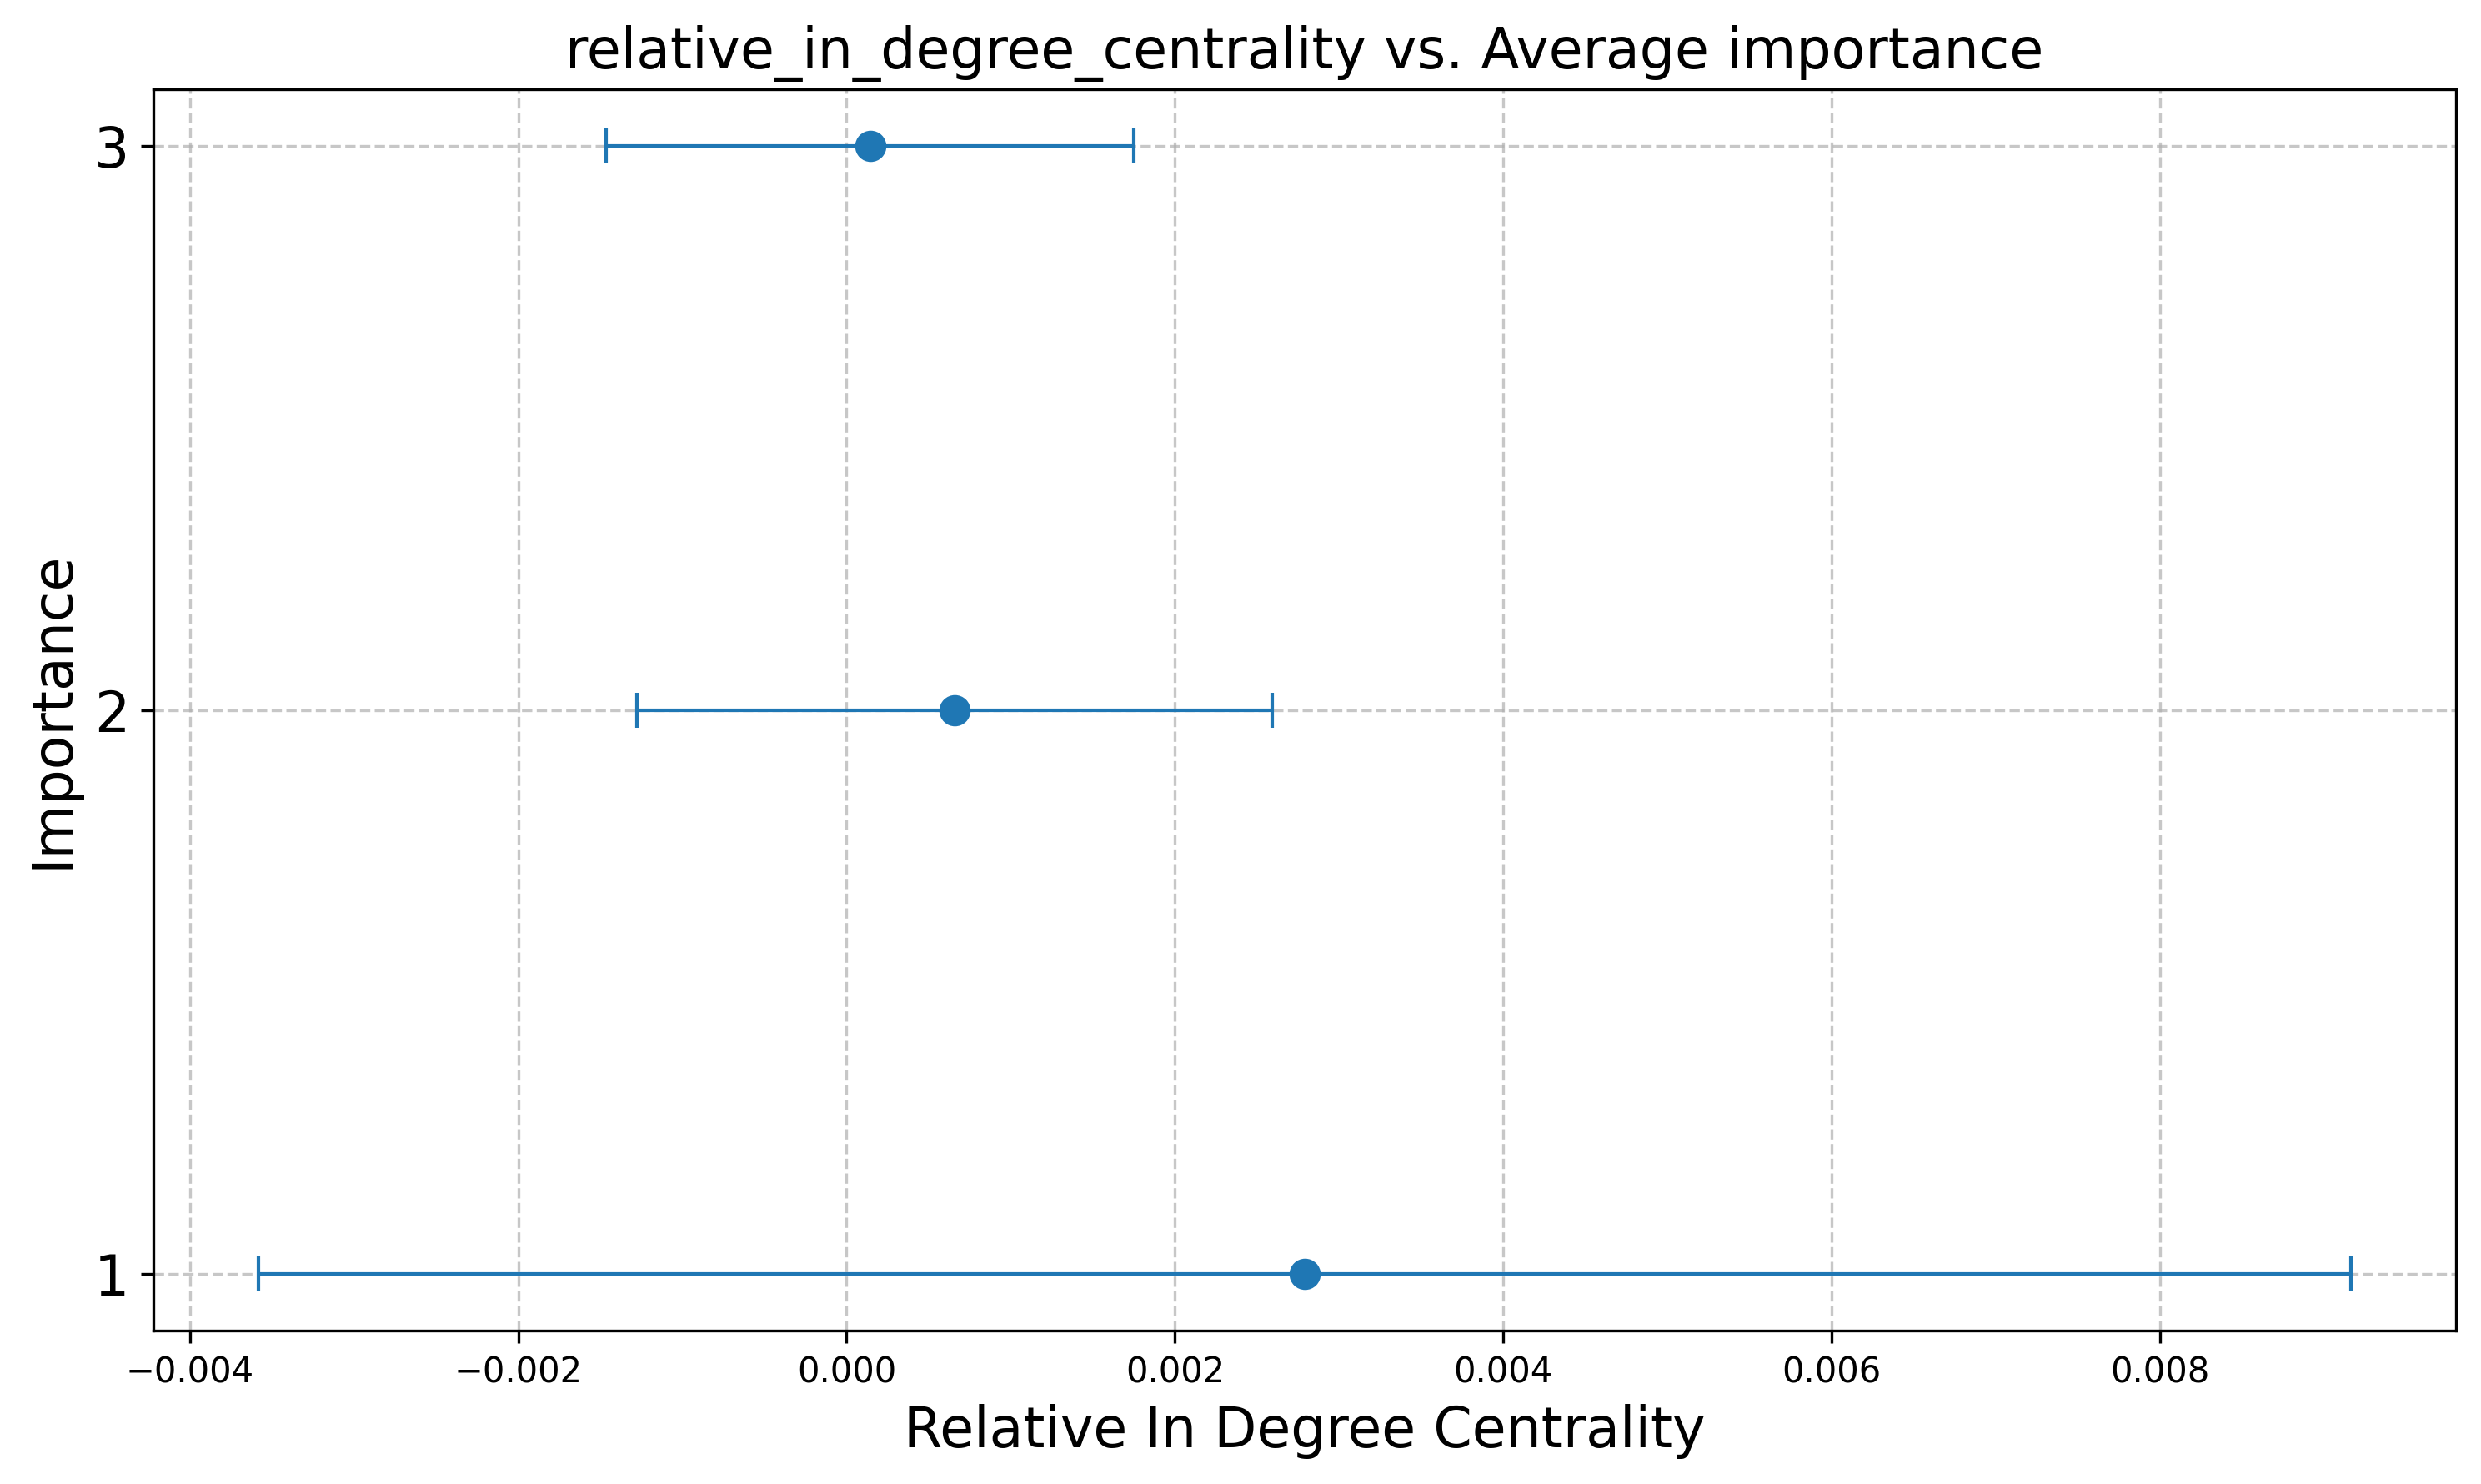 relative_in_degree_centrality vs. Average importance
3
2
1
Importance
−0.004 −0.002 0.000 0.002 0.004 0.006 0.008
Relative In Degree Centrality